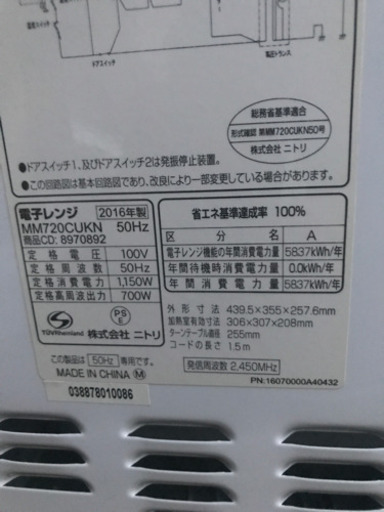 ドアスイッチ
高圧トランス
総務省基準適合
形式確認 第MM720CUKN50号
株式会社 ニトリ
●ドアスイッチ1、及びドアスイッチ2は発振停止装置。
●この回路図は基本回路図であり、改良により一部変更していることがあります。
電子レンジ 2016年製
MM720CUKN 50Hz
商品CD: 8970892
定格電圧 100V
定格周波数 50Hz
定格消費電力 1,150W
定格高周波出力 700W
TÜVRheinland
PS
E
株式会社 ニトリ
この製品は 50Hz 専用です。
MADE IN CHINA M
038878010086
省エネ基準達成率 100%
区分 A
電子レンジ機能の年間消費電力量 58.37kWh/年
年間待機時消費電力量 0.0kWh/年
年間消費電力量 58.37kWh/年
外形寸法 439.5×355×257.6mm
加熱室有効寸法 306×307×208mm
ターンテーブル直径 255mm
コードの長さ 1.5m
発信周波数 2,450MHz
PN:16070000A40432